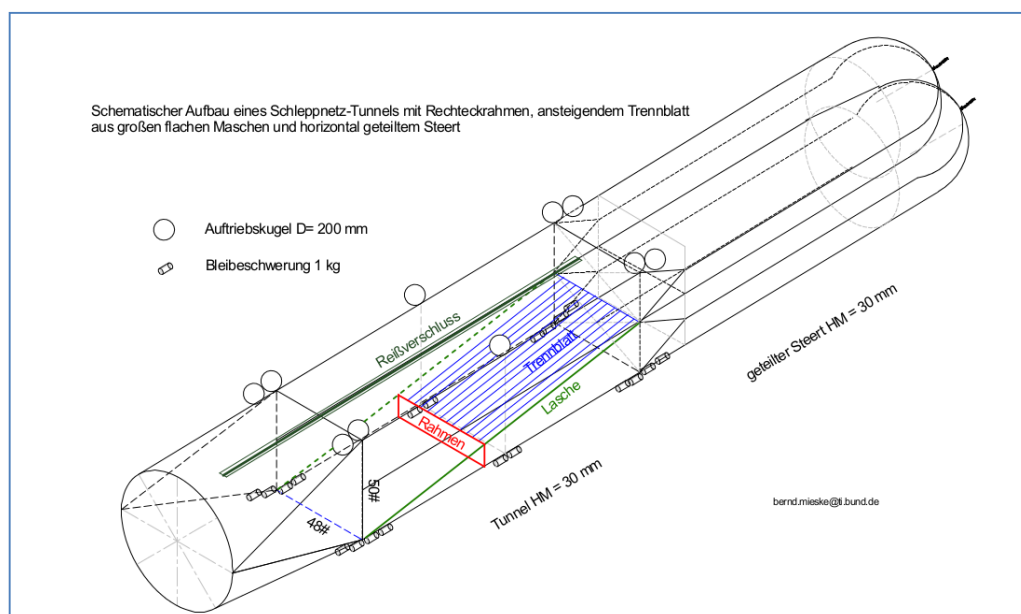 Schematischer Aufbau eines Schleppnetz-Tunnels mit Rechteckrahmen, ansteigendem Trennblatt
aus großen flachen Maschen und horizontal geteiltem Steert
Auftriebskugel D= 200 mm
Bleibeschwerung 1 kg
Reißverschluss
Trennblatt
Lasche
Rahmen
50#
48#
geteilter Steert HM = 30 mm
Tunnel HM = 30 mm
bernd.mieske@ti.bund.de